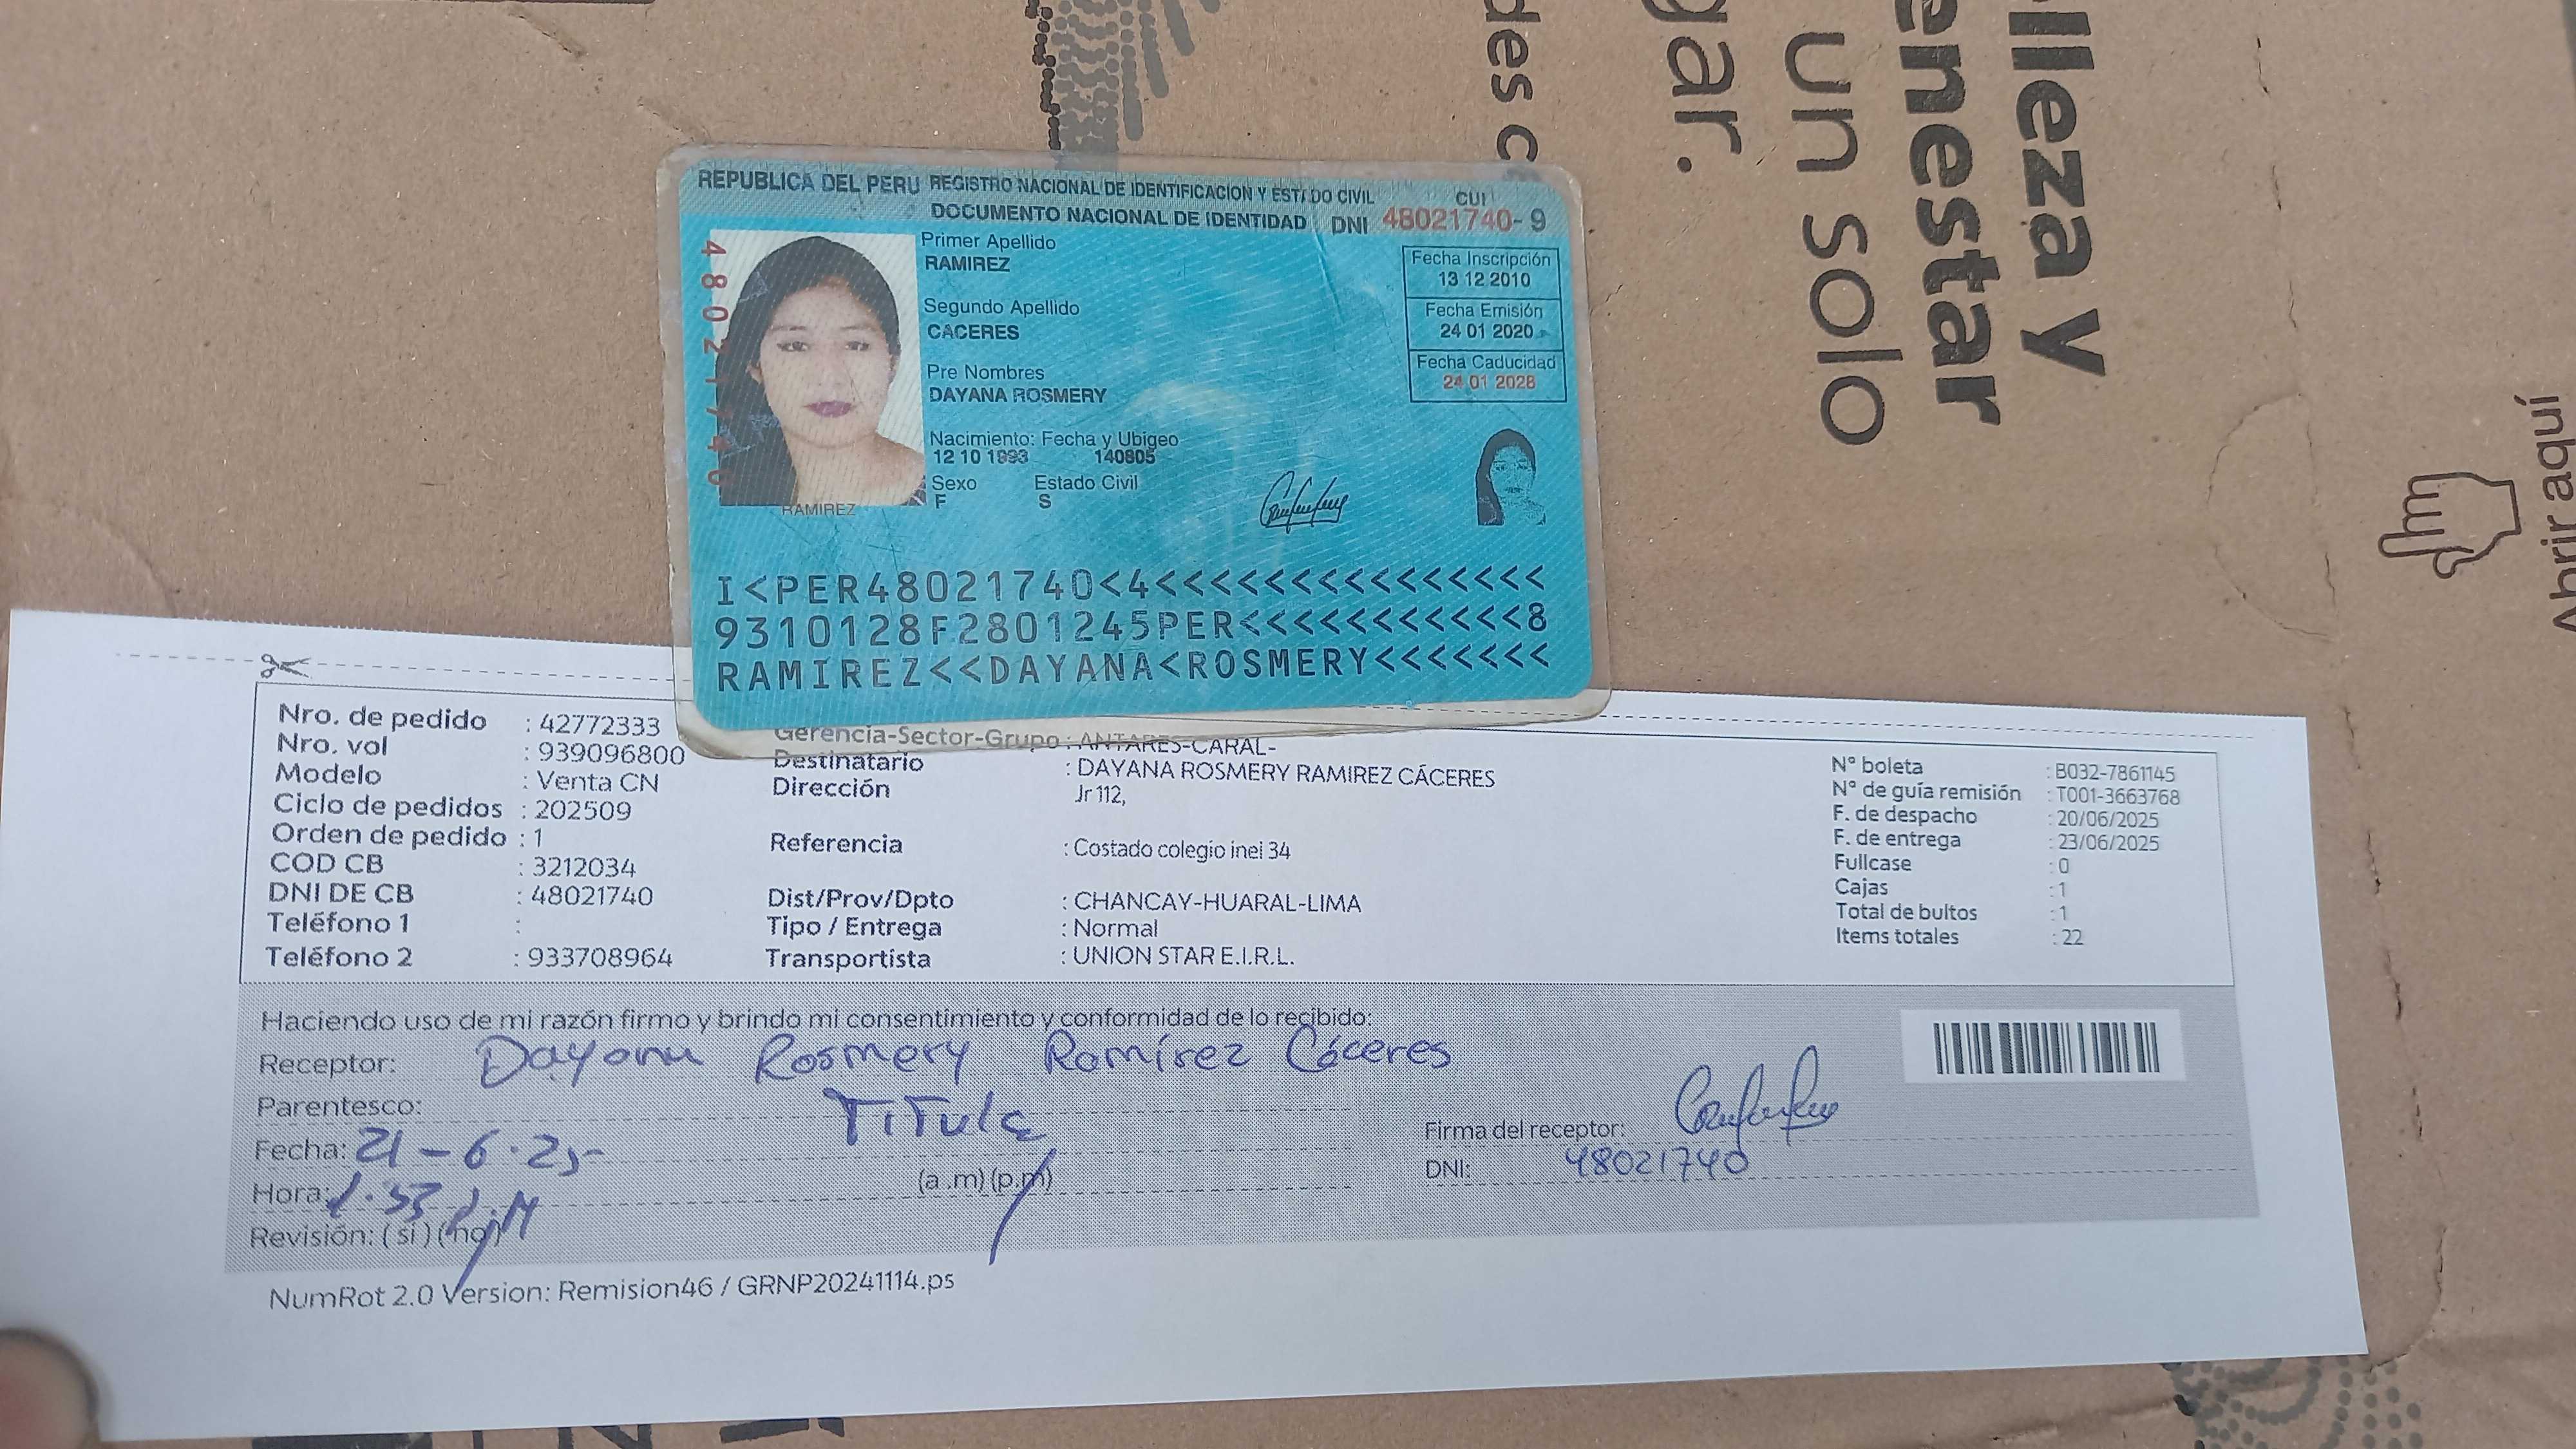 lleza y
enestar
un solo
gar.
des c
Abrir aquí
REPUBLICA DEL PERU REGISTRO NACIONAL DE IDENTIFICACION Y ESTADO CIVIL
CUI
DOCUMENTO NACIONAL DE IDENTIDAD DNI 48021740-9
48021740
Primer Apellido
RAMIREZ
Segundo Apellido
CACERES
Pre Nombres
DAYANA ROSMERY
Nacimiento: Fecha y Ubigeo
12 10 1993 140805
Sexo Estado Civil
F S
RAMIREZ
Fecha Inscripción
13 12 2010
Fecha Emisión
24 01 2020
Fecha Caducidad
24 01 2028
I<PER48021740<4<<<<<<<<<<<<<<<
9310128F2801245PER<<<<<<<<<<<8
RAMIREZ<<DAYANA<ROSMERY<<<<<<<
Nro. de pedido : 42772333
Nro. vol : 939096800
Modelo : Venta CN
Ciclo de pedidos : 202509
Orden de pedido : 1
COD CB : 3212034
DNI DE CB : 48021740
Teléfono 1 :
Teléfono 2 : 933708964
Gerencia-Sector-Grupo : ANTARES-CARAL-
Destinatario : DAYANA ROSMERY RAMIREZ CÁCERES
Dirección Jr 112,
Referencia : Costado colegio inei 34
Dist/Prov/Dpto : CHANCAY-HUARAL-LIMA
Tipo / Entrega : Normal
Transportista : UNION STAR E.I.R.L.
N° boleta : B032-7861145
N° de guía remisión : T001-3663768
F. de despacho : 20/06/2025
F. de entrega : 23/06/2025
Fullcase : 0
Cajas : 1
Total de bultos : 1
Items totales : 22
Haciendo uso de mi razón firmo y brindo mi consentimiento y conformidad de lo recibido:
Receptor: Dayana Rosmery Ramírez Cáceres
Parentesco: Titula
Fecha: 21-6-25
Hora: (a.m) (p.m)
Revisión: (si) (no)
Firma del receptor:
DNI: 48021740
NumRot 2.0 Version: Remision46 / GRNP20241114.ps